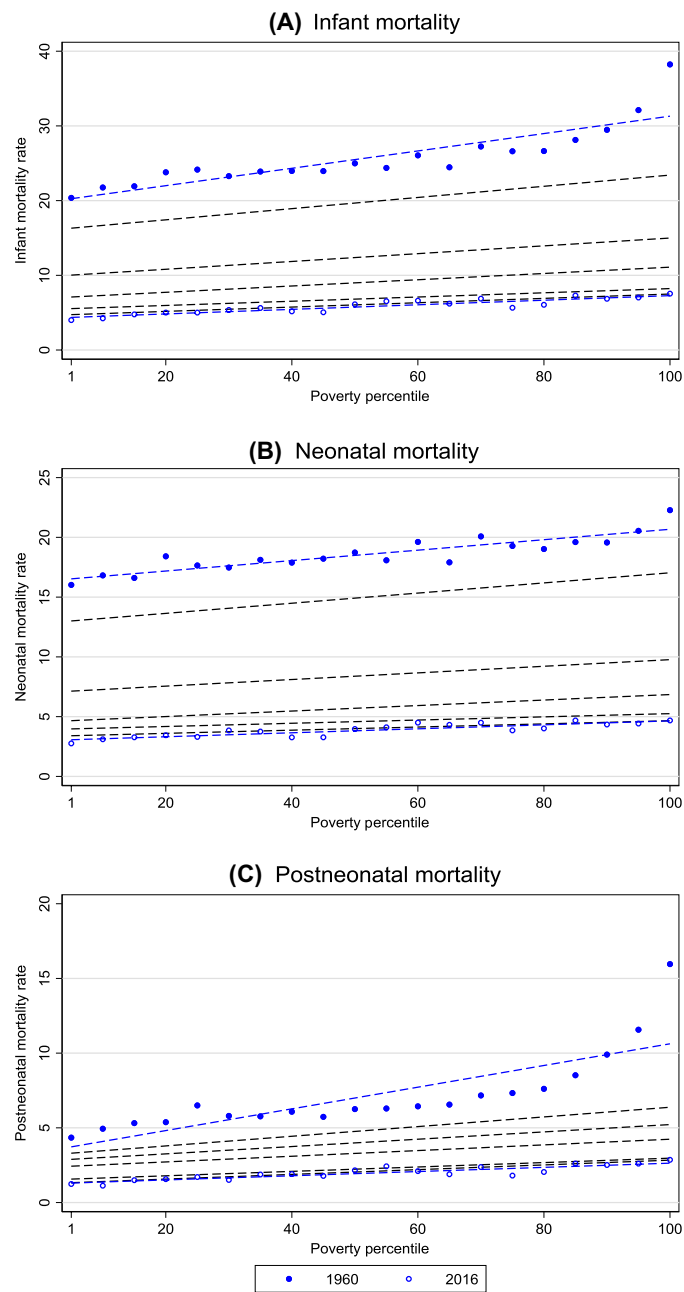 (A) Infant mortality
40
30
20
10
0
Infant mortality rate
1 20 40 60 80 100
Poverty percentile
(B) Neonatal mortality
25
20
15
10
5
0
Neonatal mortality rate
1 20 40 60 80 100
Poverty percentile
(C) Postneonatal mortality
20
15
10
5
0
Postneonatal mortality rate
1 20 40 60 80 100
Poverty percentile
1960 2016